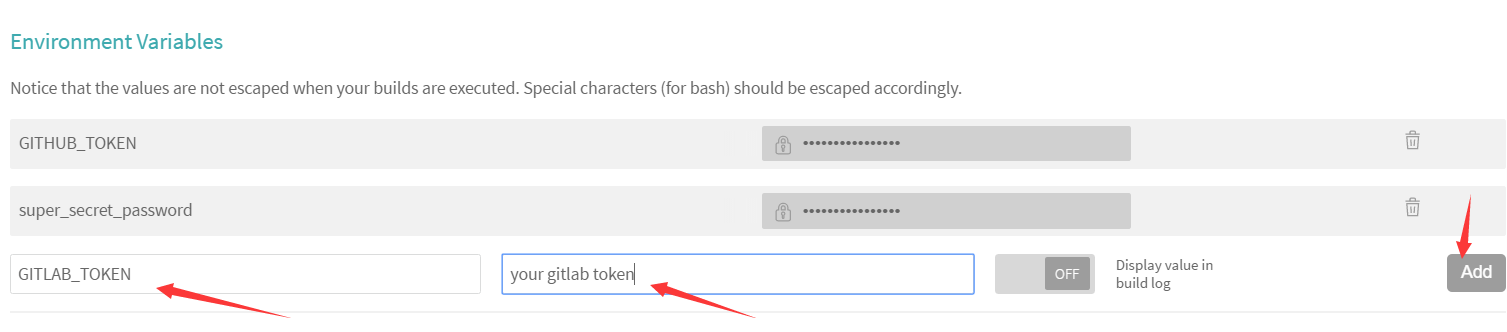 Environment Variables
Notice that the values are not escaped when your builds are executed. Special characters (for bash) should be escaped accordingly.
GITHUB_TOKEN ••••••••••••••••
super_secret_password ••••••••••••••••
GITLAB_TOKEN your gitlab token OFF Display value in
build log Add